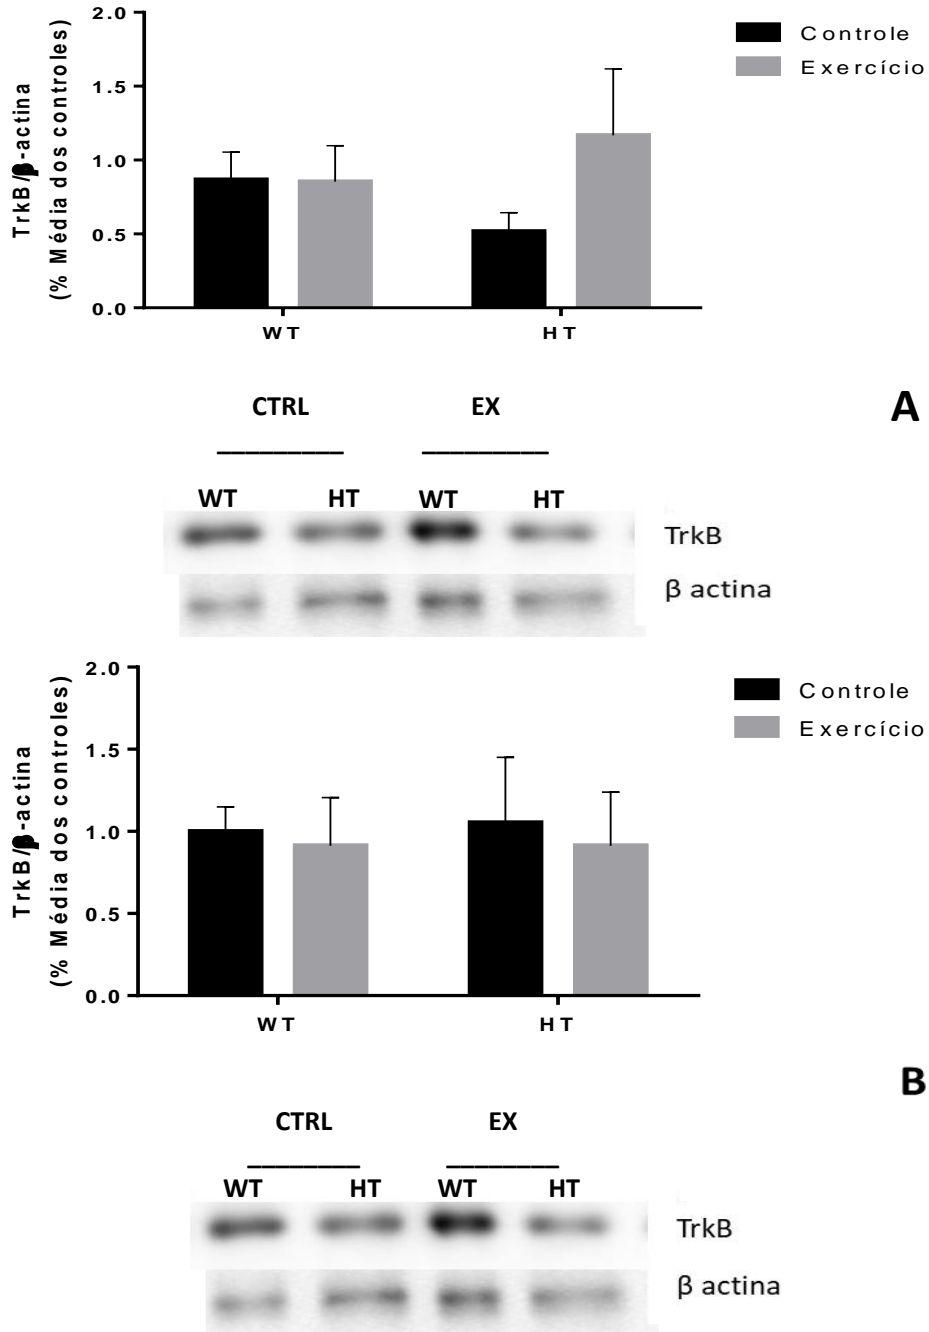 2.0
1.5
1.0
0.5
0.0
TrkB/β-actina
(% Média dos controles)
WT HT
Controle
Exercício
A
CTRL EX
WT HT WT HT
TrkB
β actina
2.0
1.5
1.0
0.5
0.0
TrkB/β-actina
(% Média dos controles)
WT HT
Controle
Exercício
B
CTRL EX
WT HT WT HT
TrkB
β actina